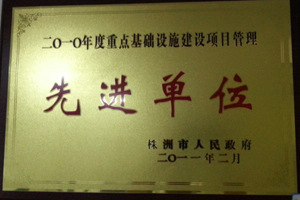 二〇一〇年度重点基础设施建设项目管理
先进单位
株洲市人民政府
二〇一一年二月